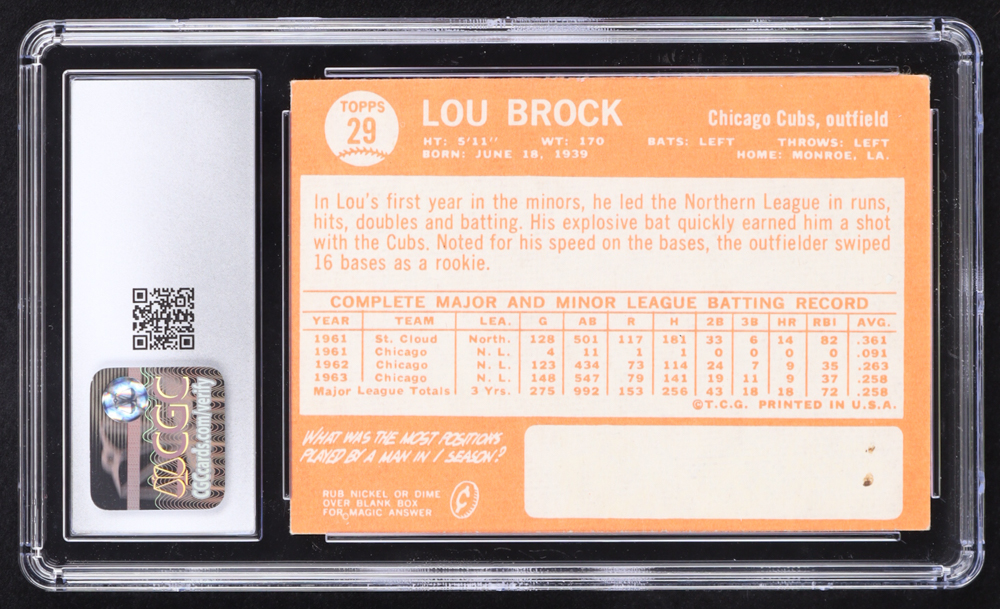 TOPPS
29
LOU BROCK
Chicago Cubs, outfield
HT: 5'11" WT: 170 BATS: LEFT THROWS: LEFT
BORN: JUNE 18, 1939 HOME: MONROE, LA.
In Lou's first year in the minors, he led the Northern League in runs,
hits, doubles and batting. His explosive bat quickly earned him a shot
with the Cubs. Noted for his speed on the bases, the outfielder swiped
16 bases as a rookie.
COMPLETE MAJOR AND MINOR LEAGUE BATTING RECORD
YEAR TEAM LEA. G AB R H 2B 3B HR RBI AVG.
1961 St. Cloud North. 128 501 117 181 33 6 14 82 .361
1961 Chicago N. L. 4 11 1 1 0 0 0 0 .091
1962 Chicago N. L. 123 434 73 114 24 7 9 35 .263
1963 Chicago N. L. 148 547 79 141 19 11 9 37 .258
Major League Totals 3 Yrs. 275 992 153 256 43 18 18 72 .258
©T.C.G. PRINTED IN U.S.A.
WHAT WAS THE MOST POSITIONS
PLAYED BY A MAN IN 1 SEASON?
RUB NICKEL OR DIME
OVER BLANK BOX
FOR MAGIC ANSWER
CGC
CGCcards.com/verify